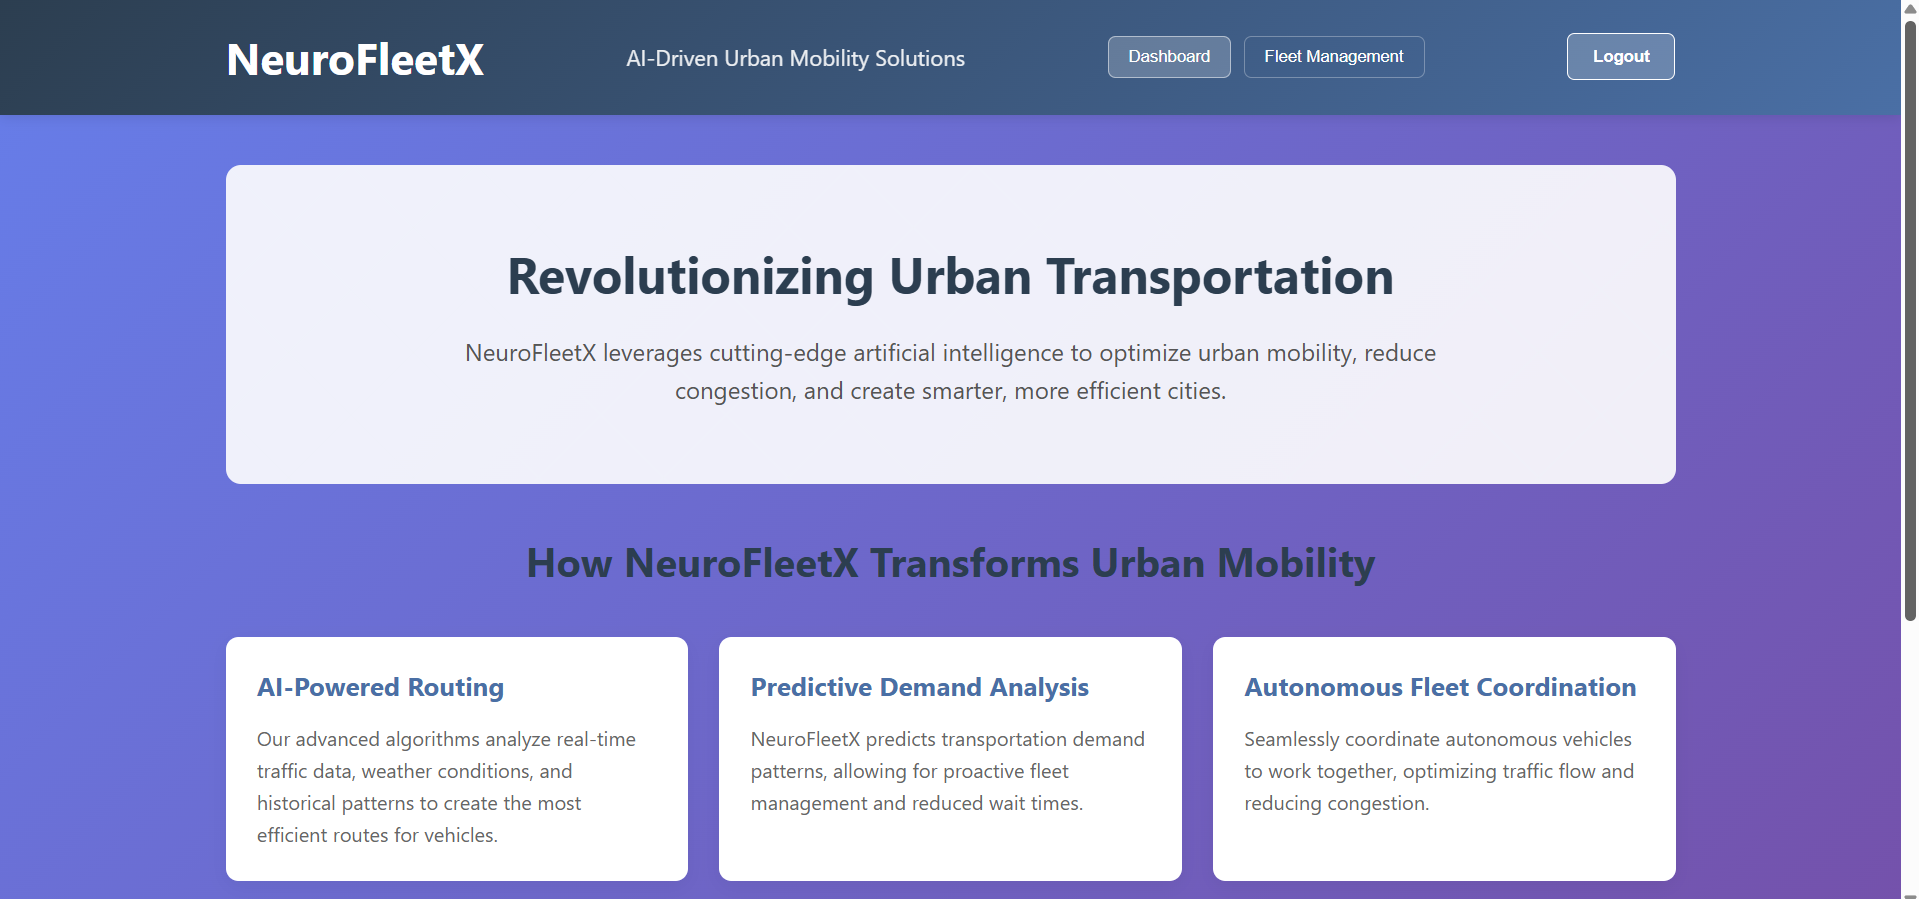 NeuroFleetX
AI-Driven Urban Mobility Solutions
Dashboard
Fleet Management
Logout
Revolutionizing Urban Transportation
NeuroFleetX leverages cutting-edge artificial intelligence to optimize urban mobility, reduce
congestion, and create smarter, more efficient cities.
How NeuroFleetX Transforms Urban Mobility
AI-Powered Routing
Our advanced algorithms analyze real-time
traffic data, weather conditions, and
historical patterns to create the most
efficient routes for vehicles.
Predictive Demand Analysis
NeuroFleetX predicts transportation demand
patterns, allowing for proactive fleet
management and reduced wait times.
Autonomous Fleet Coordination
Seamlessly coordinate autonomous vehicles
to work together, optimizing traffic flow and
reducing congestion.